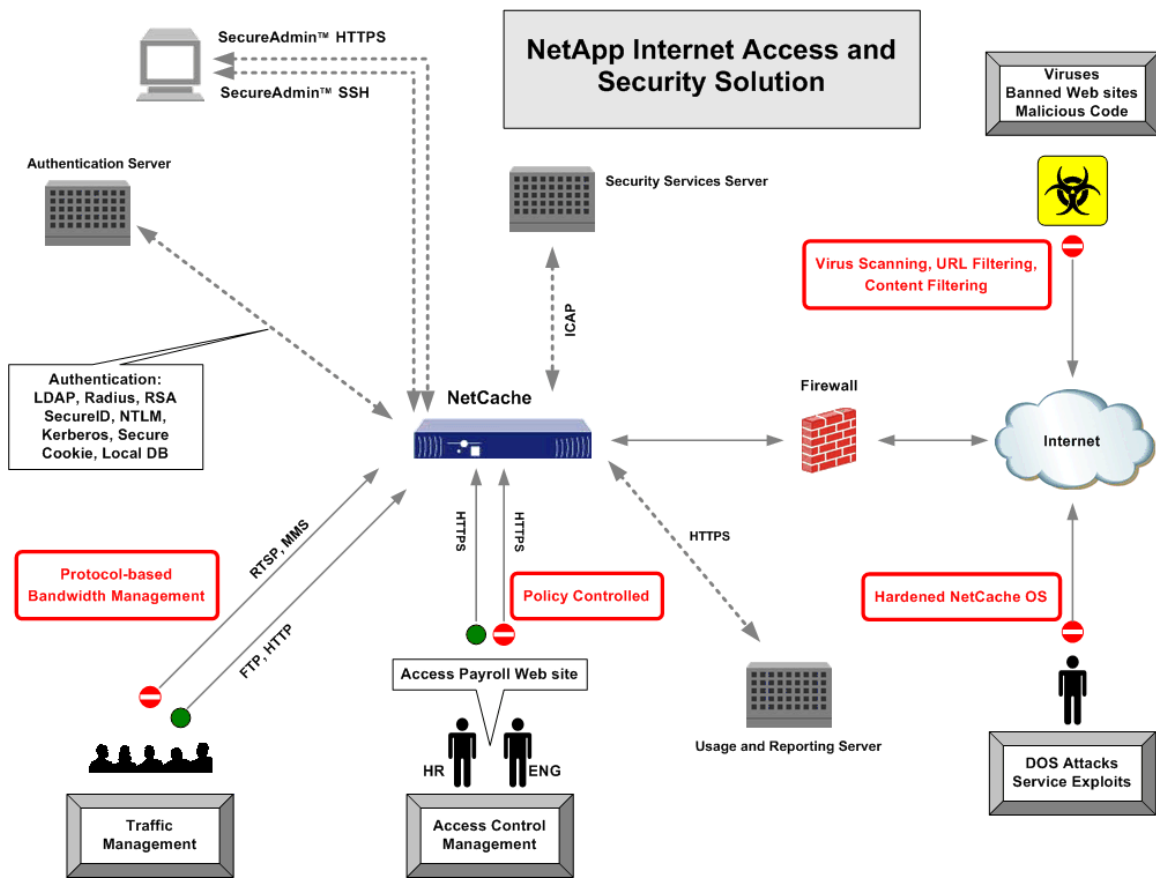 SecureAdmin™ HTTPS
SecureAdmin™ SSH
NetApp Internet Access and
Security Solution
Viruses
Banned Web sites
Malicious Code
Authentication Server
Security Services Server
Virus Scanning, URL Filtering,
Content Filtering
ICAP
Authentication:
LDAP, Radius, RSA
SecureID, NTLM,
Kerberos, Secure
Cookie, Local DB
NetCache
Firewall
Internet
RTSP, MMS
FTP, HTTP
HTTPS
HTTPS
HTTPS
Protocol-based
Bandwidth Management
Policy Controlled
Hardened NetCache OS
Access Payroll Web site
HR
ENG
Usage and Reporting Server
Traffic
Management
Access Control
Management
DOS Attacks
Service Exploits